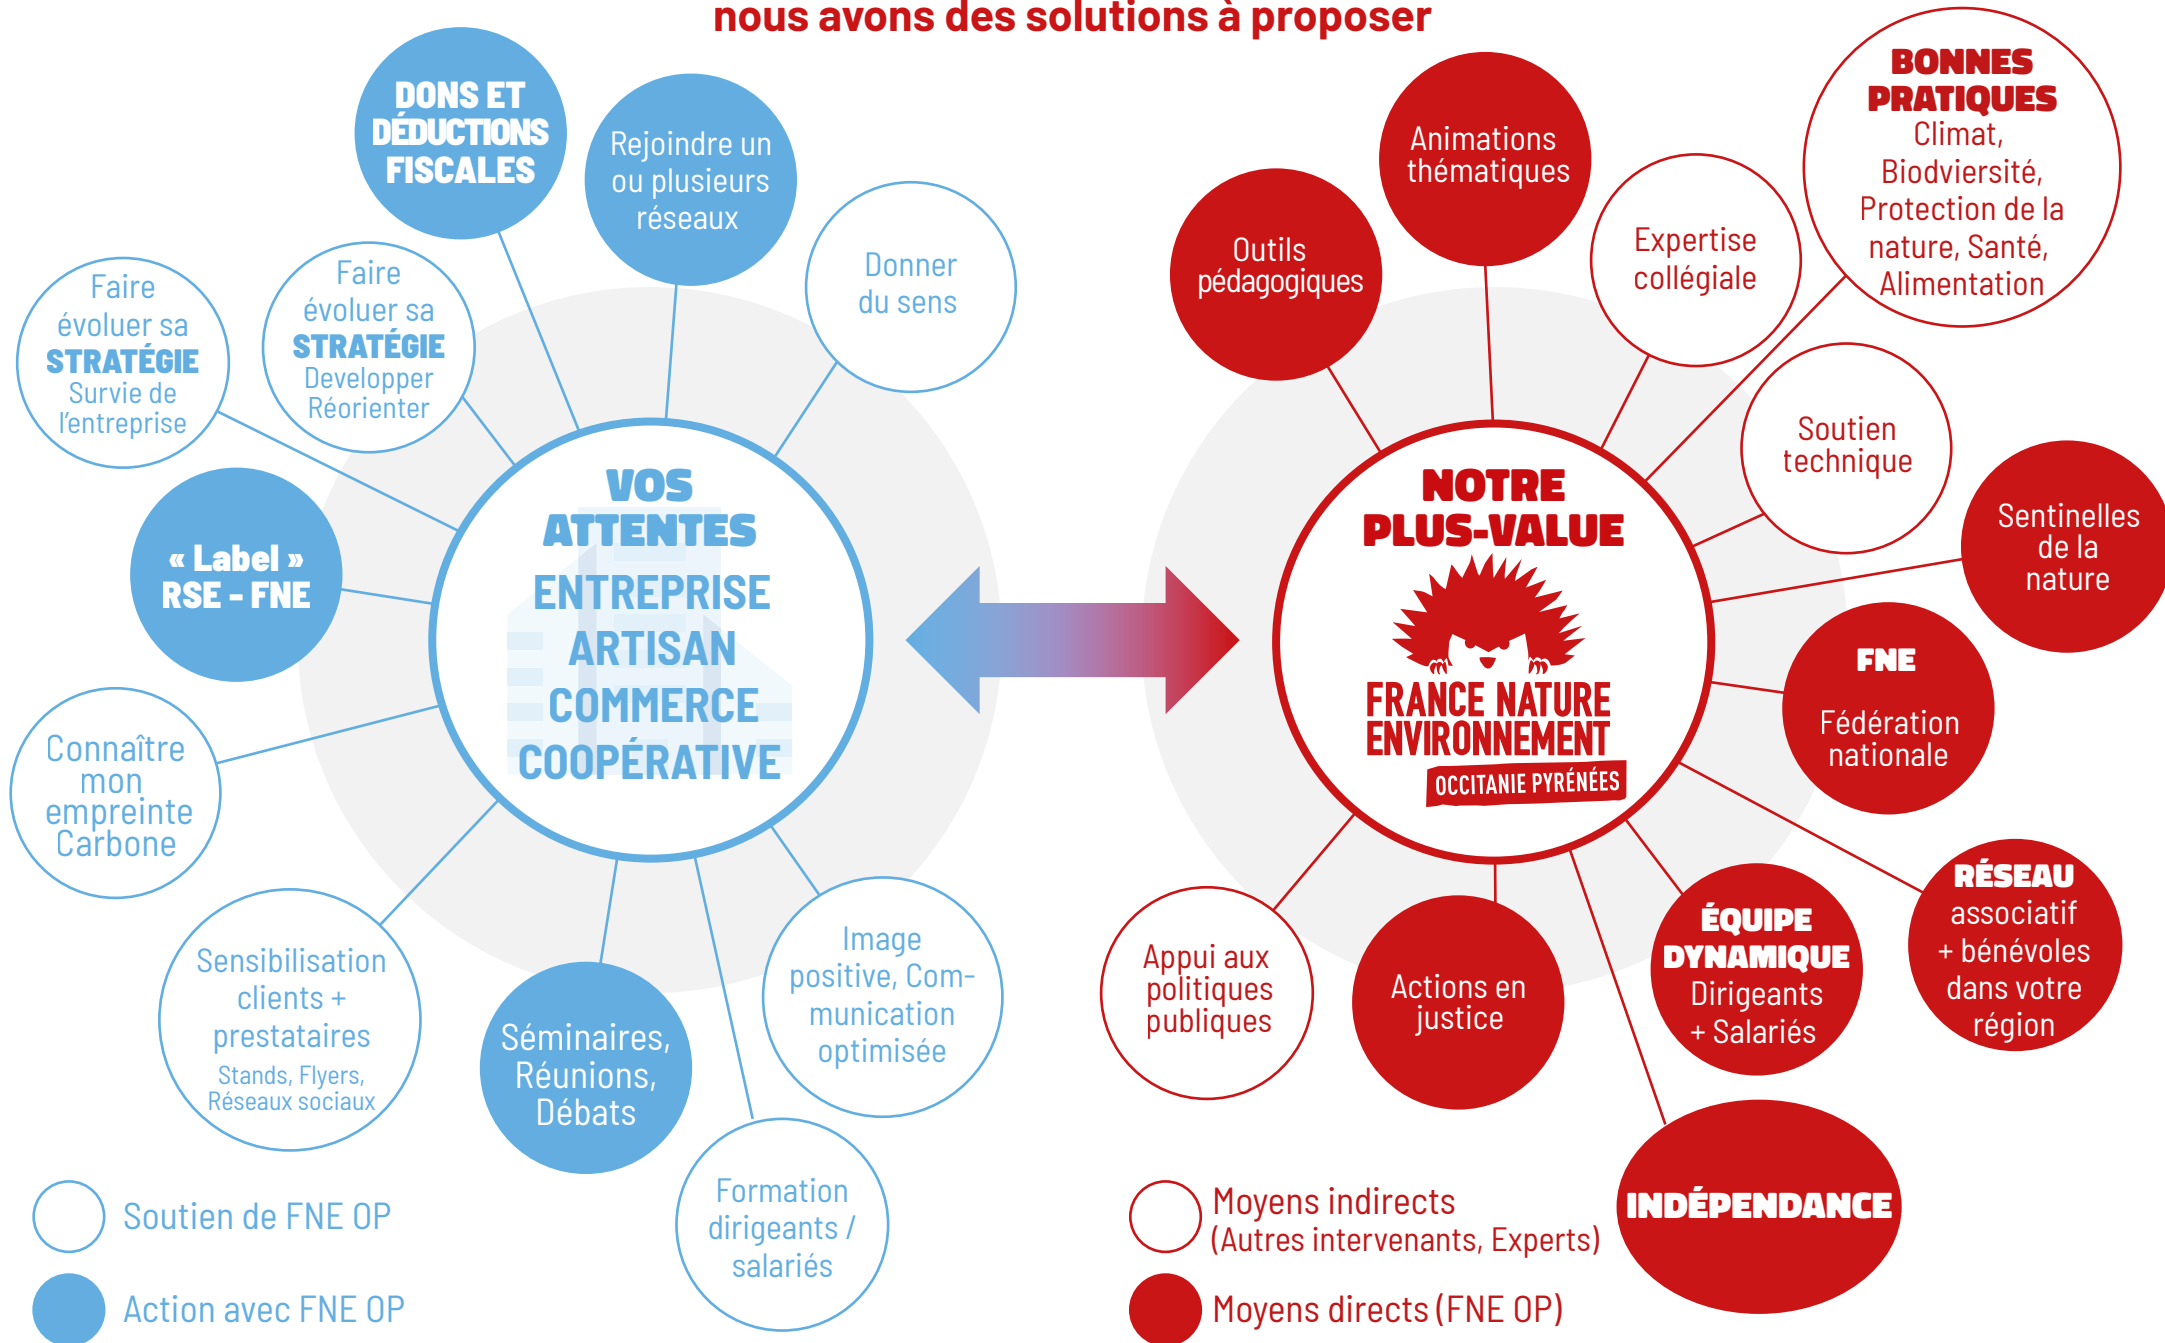 nous avons des solutions à proposer
DONS ET
DÉDUCTIONS
FISCALES
Rejoindre un
ou plusieurs
réseaux
Donner
du sens
Faire
évoluer sa
STRATÉGIE
Developper
Réorienter
Faire
évoluer sa
STRATÉGIE
Survie de
l'entreprise
« Label »
RSE - FNE
Connaître
mon
empreinte
Carbone
Sensibilisation
clients +
prestataires
Stands, Flyers,
Réseaux sociaux
Séminaires,
Réunions,
Débats
Formation
dirigeants /
salariés
Image
positive, Com-
munication
optimisée
VOS
ATTENTES
ENTREPRISE
ARTISAN
COMMERCE
COOPÉRATIVE
Soutien de FNE OP
Action avec FNE OP
Outils
pédagogiques
Animations
thématiques
Expertise
collégiale
BONNES
PRATIQUES
Climat,
Biodviersité,
Protection de la
nature, Santé,
Alimentation
Soutien
technique
Sentinelles
de la
nature
FNE
Fédération
nationale
RÉSEAU
associatif
+ bénévoles
dans votre
région
ÉQUIPE
DYNAMIQUE
Dirigeants
+ Salariés
INDÉPENDANCE
Actions en
justice
Appui aux
politiques
publiques
NOTRE
PLUS-VALUE
FRANCE NATURE
ENVIRONNEMENT
OCCITANIE PYRÉNÉES
Moyens indirects
(Autres intervenants, Experts)
Moyens directs (FNE OP)